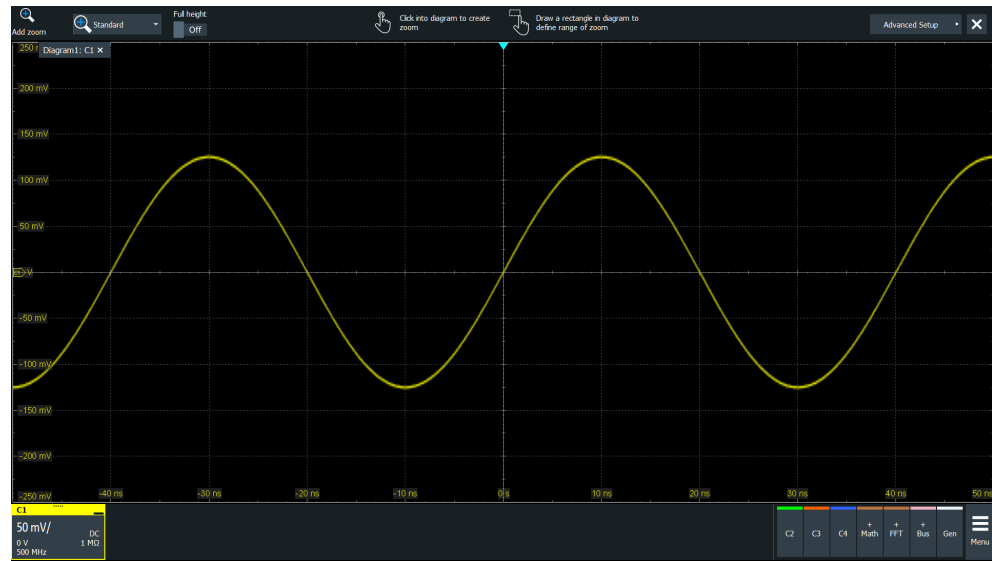 Add zoom
Standard
Full height
Off
Click into diagram to create
zoom
Draw a rectangle in diagram to
define range of zoom
Advanced Setup
250
Diagram1: C1 ×
200 mV
150 mV
100 mV
50 mV
C1 V
-50 mV
-100 mV
-150 mV
-200 mV
-250 mV
-40 ns
-30 ns
-20 ns
-10 ns
0 s
10 ns
20 ns
30 ns
40 ns
50 ns
C1
50 mV/
DC
0 V
1 MΩ
500 MHz
C2
C3
C4
+
Math
+
FFT
+
Bus
Gen
Menu